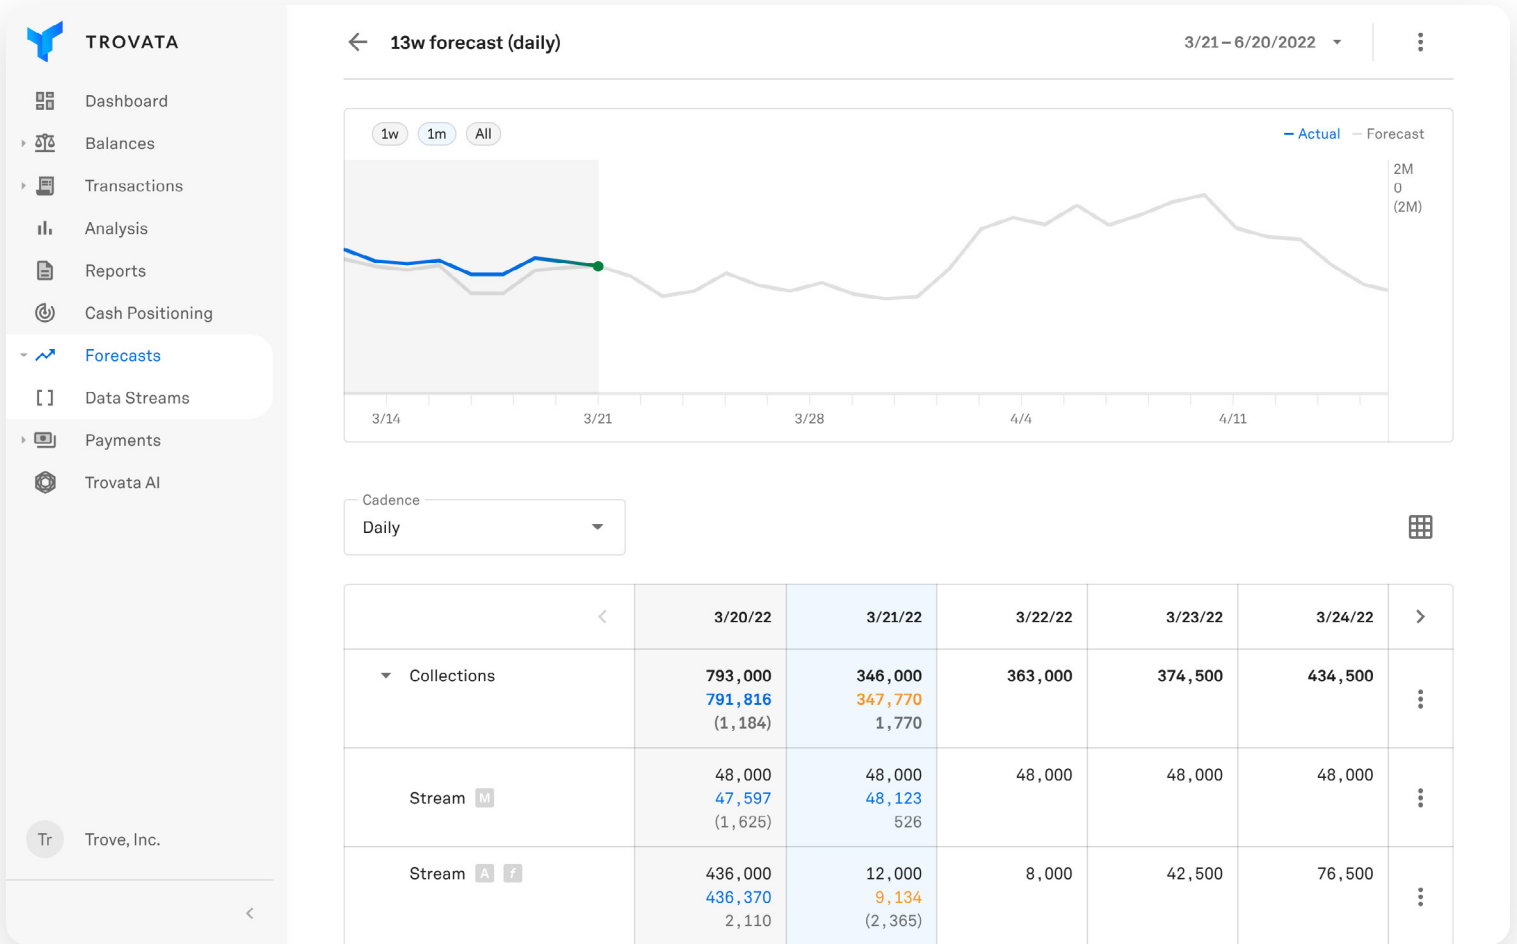 TROVATA
Dashboard
Balances
Transactions
Analysis
Reports
Cash Positioning
Forecasts
Data Streams
Payments
Trovata AI
Tr Trove, Inc.
13w forecast (daily)
3/21 – 6/20/2022
1w 1m All
Actual Forecast
2M
0
(2M)
3/14 3/21 3/28 4/4 4/11
Cadence
Daily
3/20/22 3/21/22 3/22/22 3/23/22 3/24/22
Collections 793,000 346,000 363,000 374,500 434,500
791,816 347,770
(1,184) 1,770
48,000 48,000 48,000 48,000 48,000
Stream M 47,597 48,123
(1,625) 526
Stream A f 436,000 12,000 8,000 42,500 76,500
436,370 9,134
2,110 (2,365)